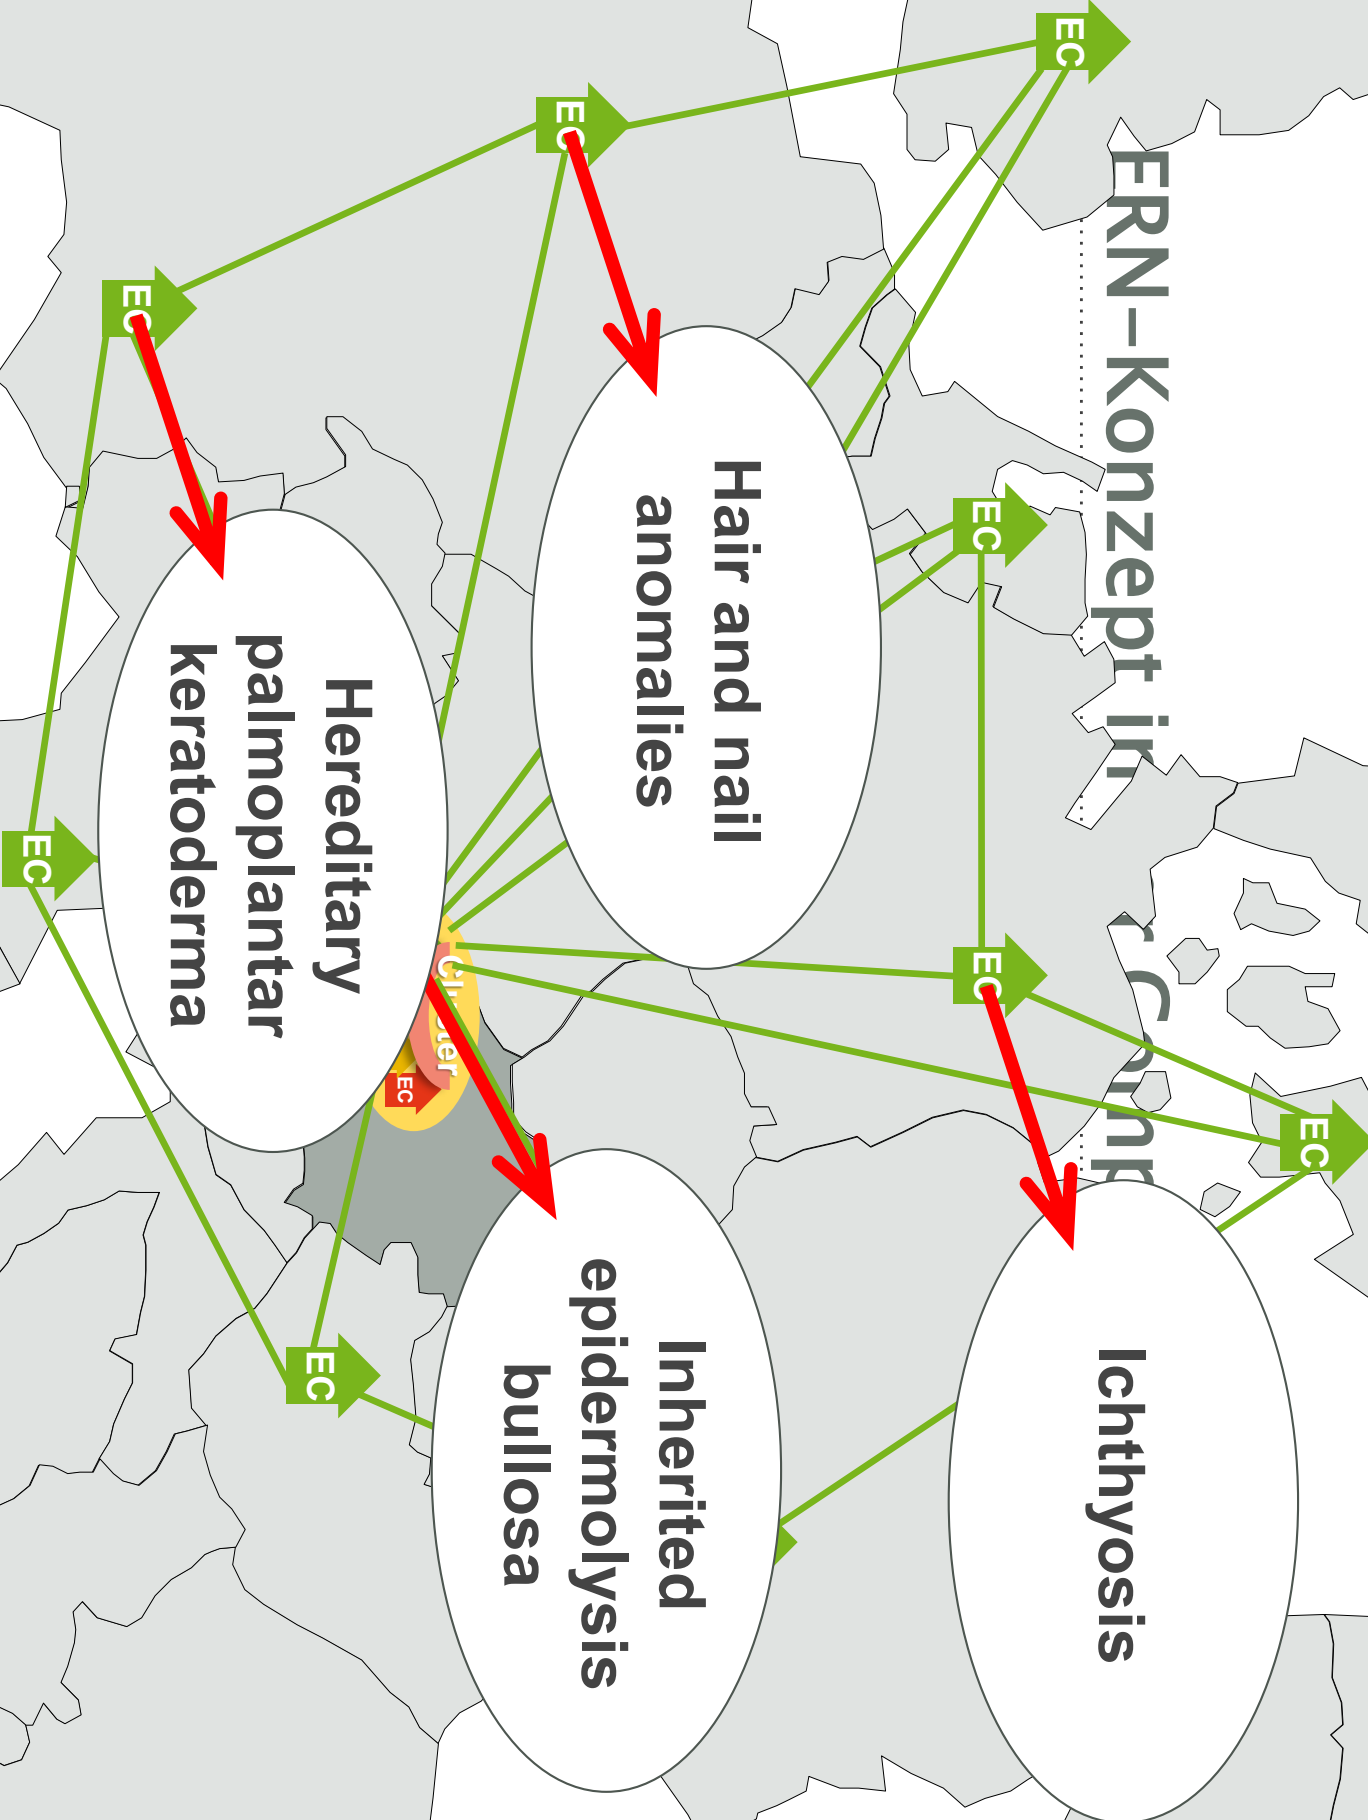 ERN–Konzept in
Comp
EC
EC
EC
EC
EC
EC
EC
EC
EC
Hair and nail
anomalies
Hereditary
palmoplantar
keratoderma
Inherited
epidermolysis
bullosa
Ichthyosis